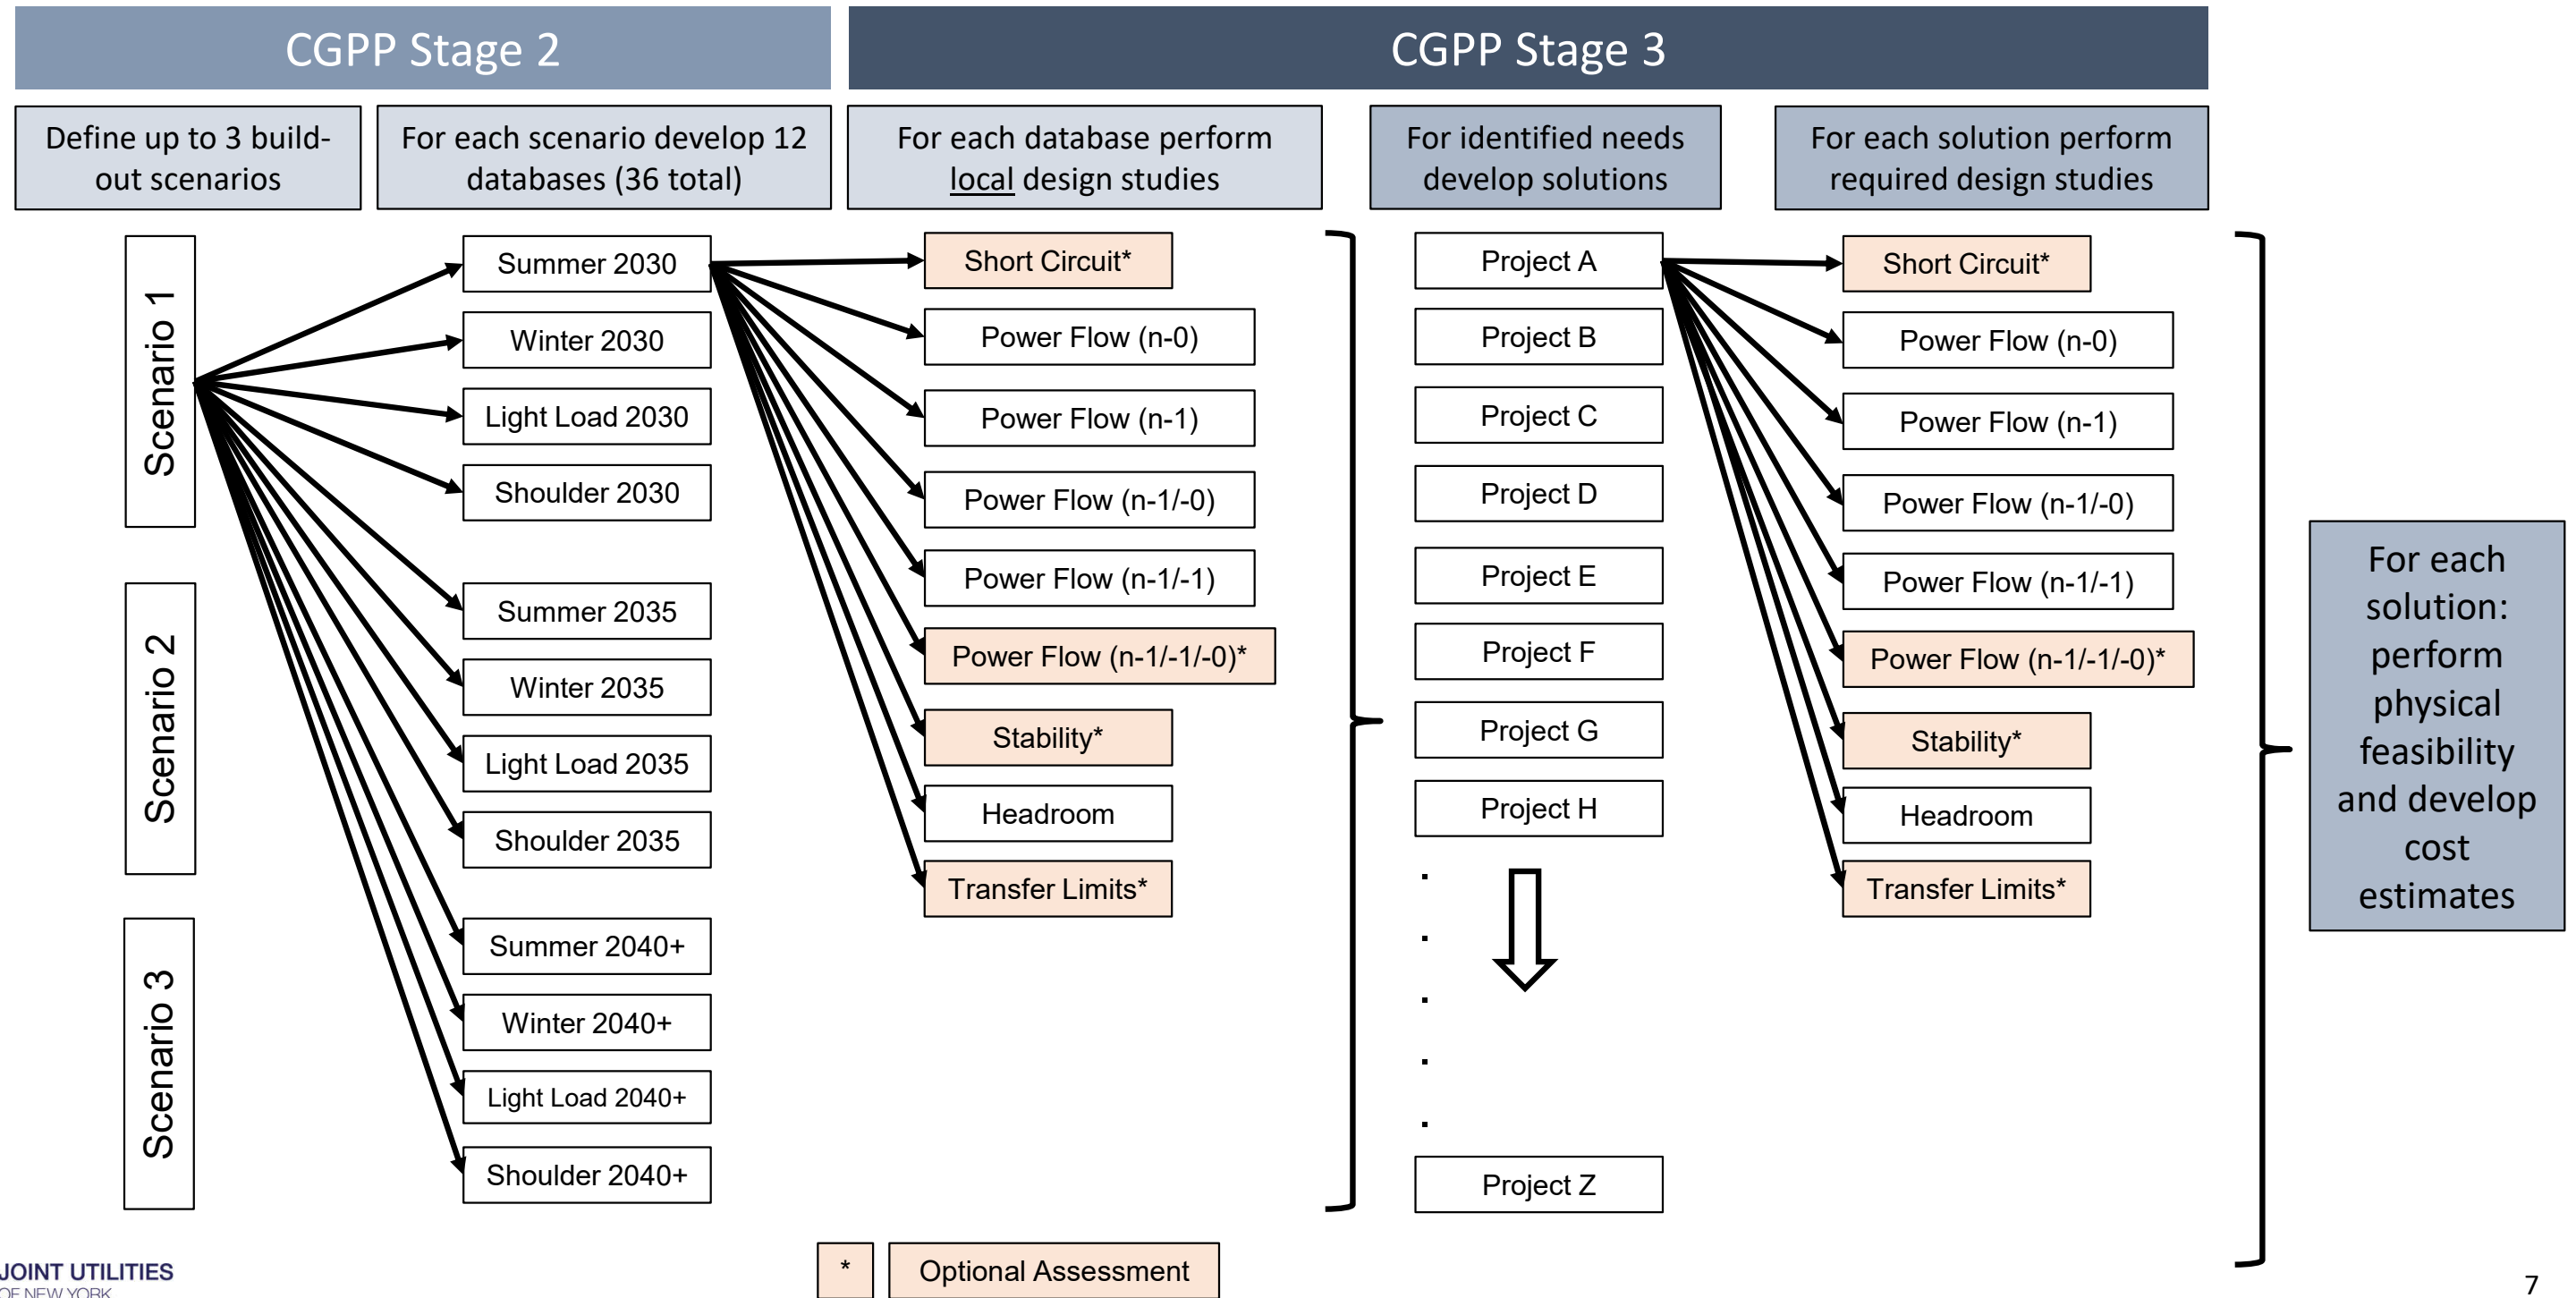 CGPP Stage 2
CGPP Stage 3
Define up to 3 build-
out scenarios
For each scenario develop 12
databases (36 total)
For each database perform
local design studies
For identified needs
develop solutions
For each solution perform
required design studies
Scenario 1
Scenario 2
Scenario 3
Summer 2030
Winter 2030
Light Load 2030
Shoulder 2030
Summer 2035
Winter 2035
Light Load 2035
Shoulder 2035
Summer 2040+
Winter 2040+
Light Load 2040+
Shoulder 2040+
Short Circuit*
Power Flow (n-0)
Power Flow (n-1)
Power Flow (n-1/-0)
Power Flow (n-1/-1)
Power Flow (n-1/-1/-0)*
Stability*
Headroom
Transfer Limits*
Project A
Project B
Project C
Project D
Project E
Project F
Project G
Project H
.
.
.
.
.
Project Z
Short Circuit*
Power Flow (n-0)
Power Flow (n-1)
Power Flow (n-1/-0)
Power Flow (n-1/-1)
Power Flow (n-1/-1/-0)*
Stability*
Headroom
Transfer Limits*
For each
solution:
perform
physical
feasibility
and develop
cost
estimates
* Optional Assessment
JOINT UTILITIES
OF NEW YORK
7